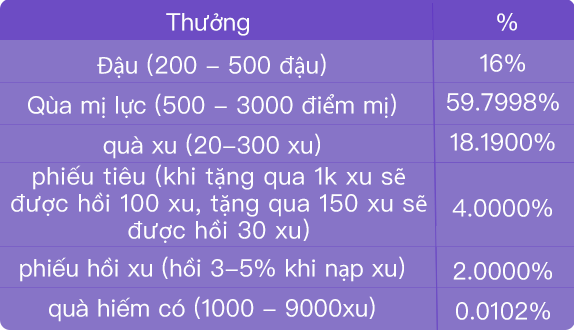 Thưởng %
Đậu (200 – 500 đậu) 16%
Qùa mị lực (500 – 3000 điểm mị) 59.7998%
quà xu (20–300 xu) 18.1900%
phiếu tiêu (khi tặng qua 1k xu sẽ
được hồi 100 xu, tặng qua 150 xu sẽ 4.0000%
được hồi 30 xu)
phiếu hồi xu (hồi 3–5% khi nạp xu) 2.0000%
quà hiếm có (1000 – 9000xu) 0.0102%